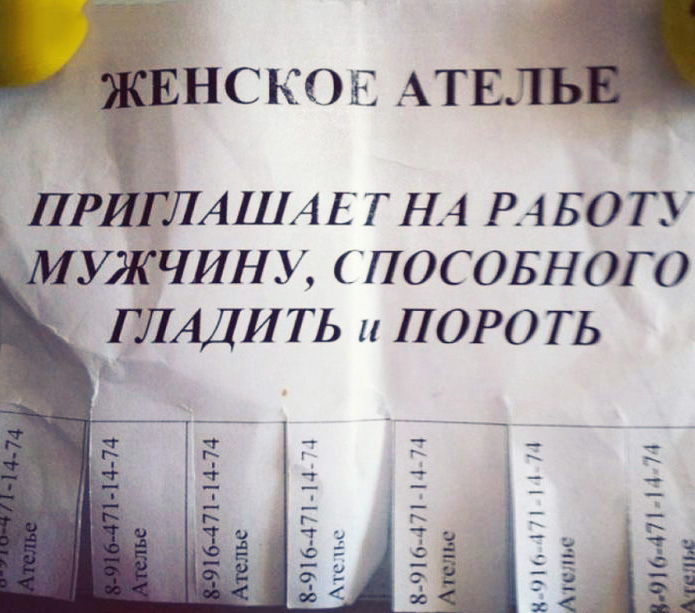 ЖЕНСКОЕ АТЕЛЬЕ
ПРИГЛАШАЕТ НА РАБОТУ
МУЖЧИНУ, СПОСОБНОГО
ГЛАДИТЬ и ПОРОТЬ
8-916-471-14-74
Ателье
8-916-471-14-74
Ателье
8-916-471-14-74
Ателье
8-916-471-14-74
Ателье
8-916-471-14-74
Ателье
8-916-471-14-74
Ателье
8-916-471-14-74
Ателье